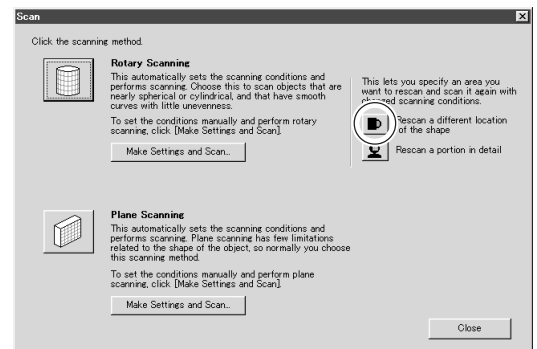 Scan
Click the scanning method.
Rotary Scanning
This automatically sets the scanning conditions and
performs scanning. Choose this to scan objects that are
nearly spherical or cylindrical, and that have smooth
curves with little unevenness.
To set the conditions manually and perform rotary
scanning, click [Make Settings and Scan].
Make Settings and Scan...
This lets you specify an area you
want to rescan and scan it again with
changed scanning conditions.
Rescan a different location
of the shape
Rescan a portion in detail
Plane Scanning
This automatically sets the scanning conditions and
performs scanning. Plane scanning has few limitations
related to the shape of the object, so normally you choose
this scanning method.
To set the conditions manually and perform plane
scanning, click [Make Settings and Scan].
Make Settings and Scan...
Close